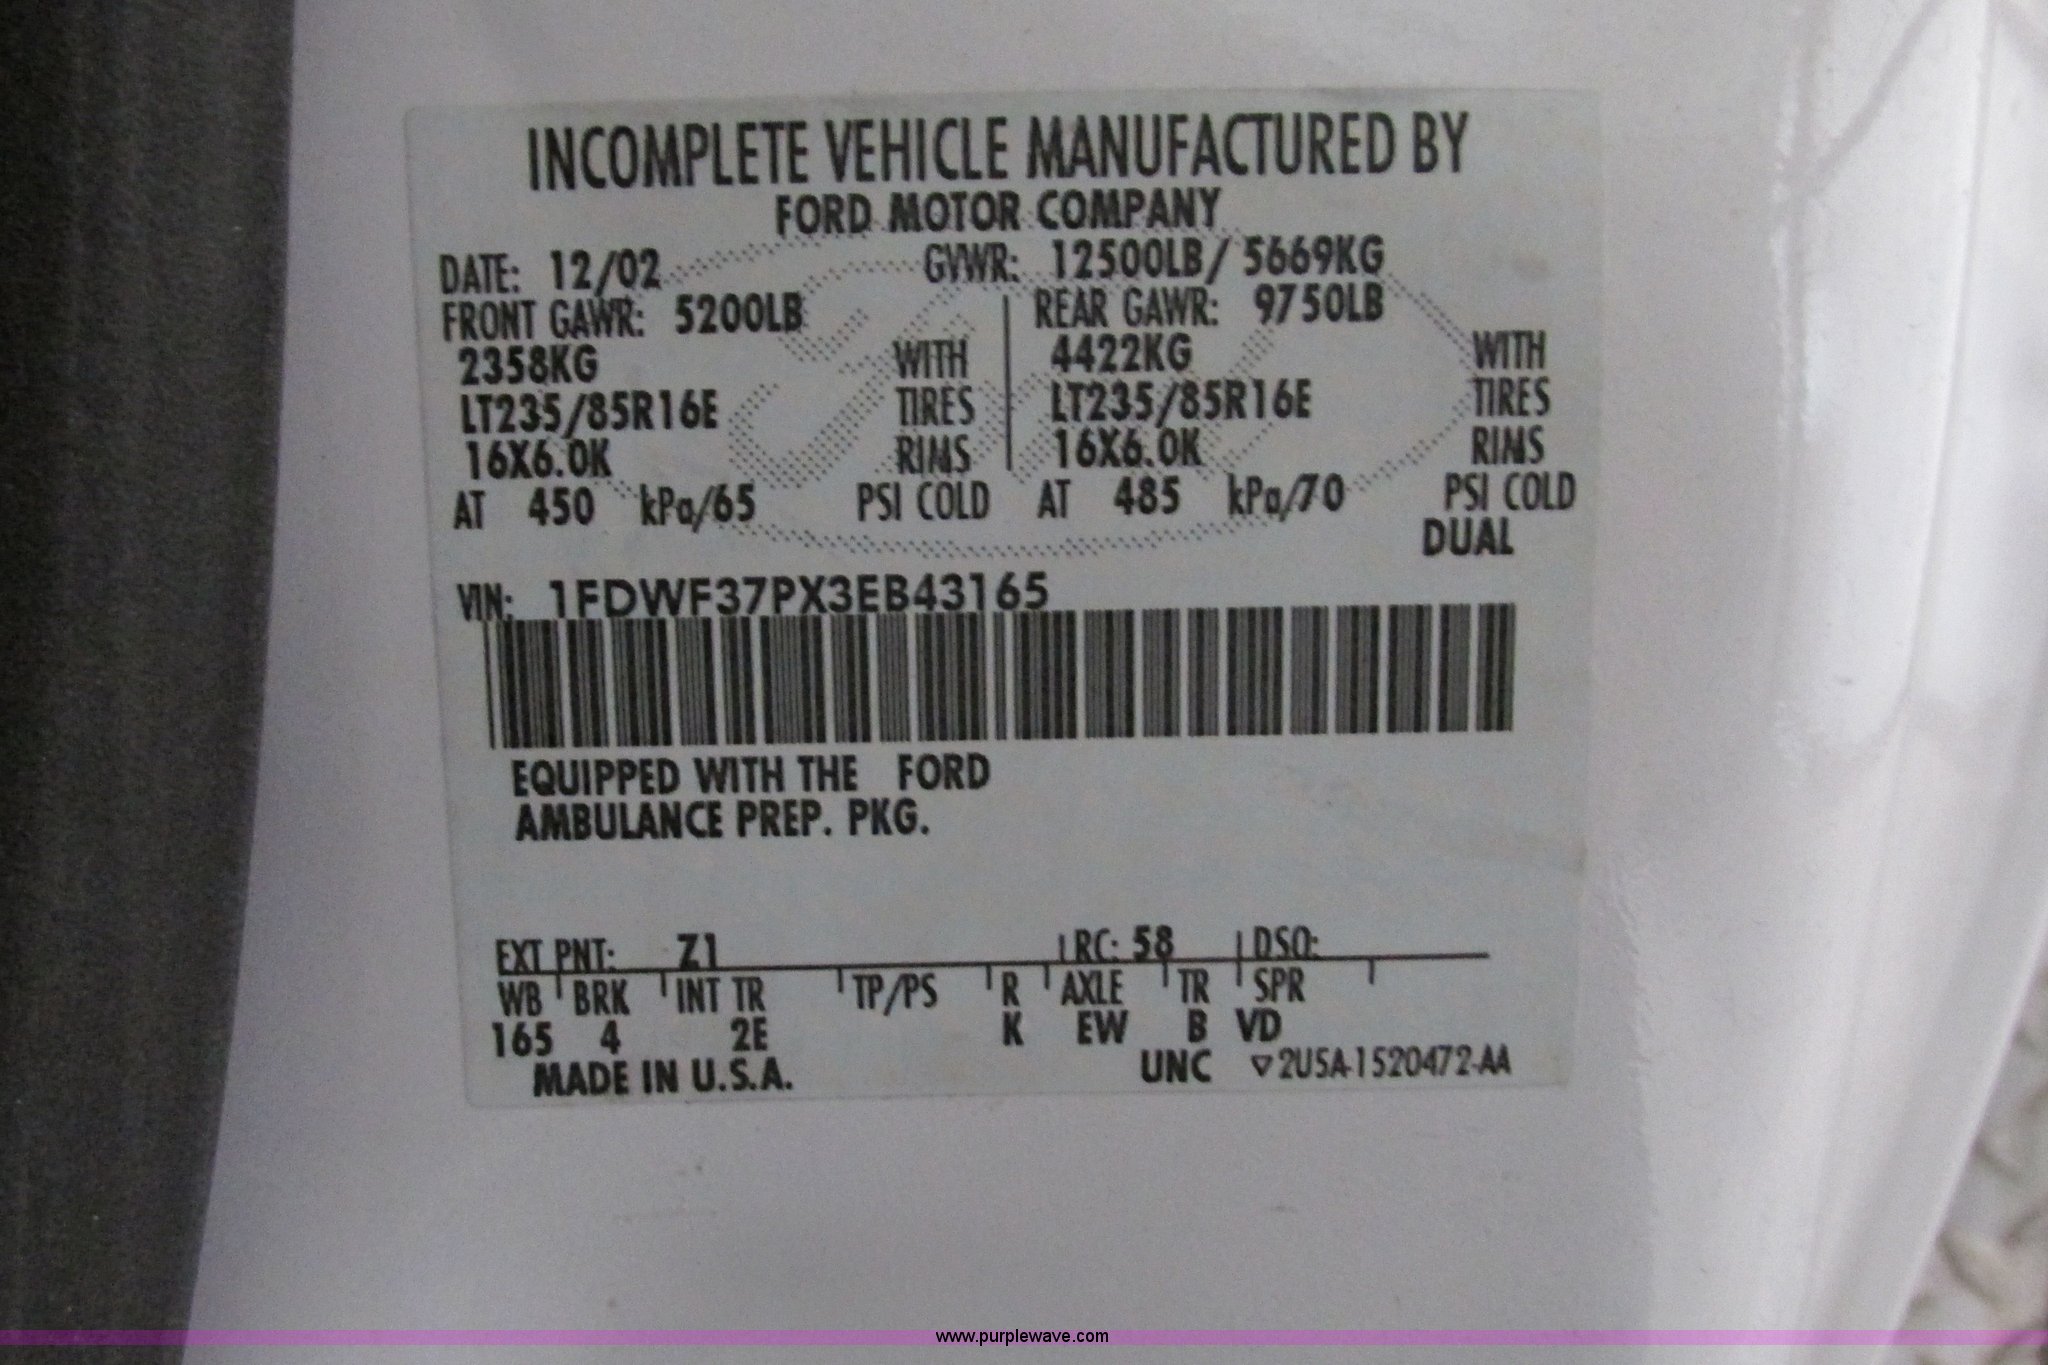 INCOMPLETE VEHICLE MANUFACTURED BY
FORD MOTOR COMPANY
DATE: 12/02 GVWR: 12500LB/ 5669KG
FRONT GAWR: 5200LB REAR GAWR: 9750LB
2358KG WITH 4422KG WITH
LT235/85R16E TIRES LT235/85R16E TIRES
16X6.0K RIMS 16X6.0K RIMS
AT 450 kPa/65 PSI COLD AT 485 kPa/70 PSI COLD
DUAL
VIN: 1FDWF37PX3EB43165
EQUIPPED WITH THE FORD
AMBULANCE PREP. PKG.
EXT PNT: Z1 RC: 58 DSO:
WB BRK INT TR TP/PS R AXLE TR SPR
165 4 2E K EW B VD
MADE IN U.S.A. UNC ▽2U5A-1520472-AA
www.purplewave.com